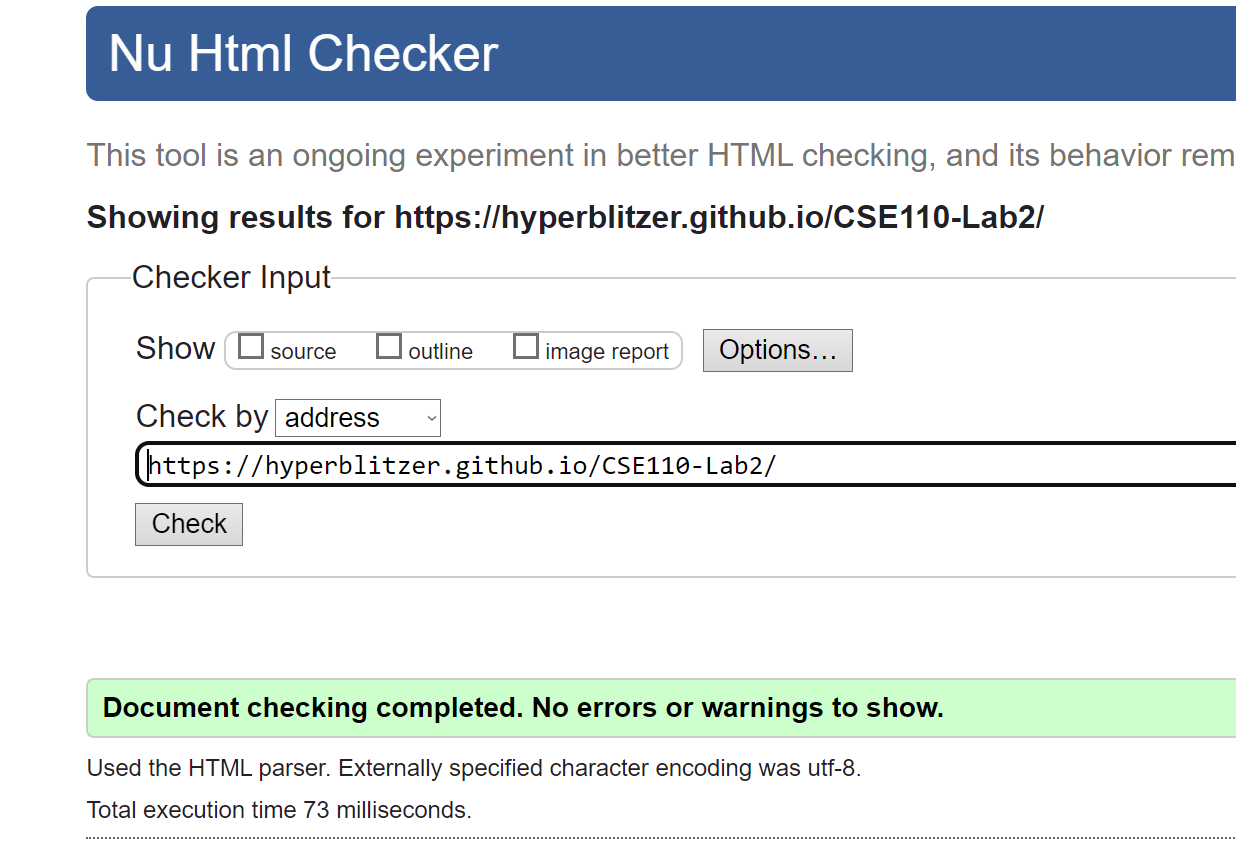 Nu Html Checker
This tool is an ongoing experiment in better HTML checking, and its behavior rem
Showing results for https://hyperblitzer.github.io/CSE110-Lab2/
Checker Input
Show source outline image report Options…
Check by address
https://hyperblitzer.github.io/CSE110-Lab2/
Check
Document checking completed. No errors or warnings to show.
Used the HTML parser. Externally specified character encoding was utf-8.
Total execution time 73 milliseconds.